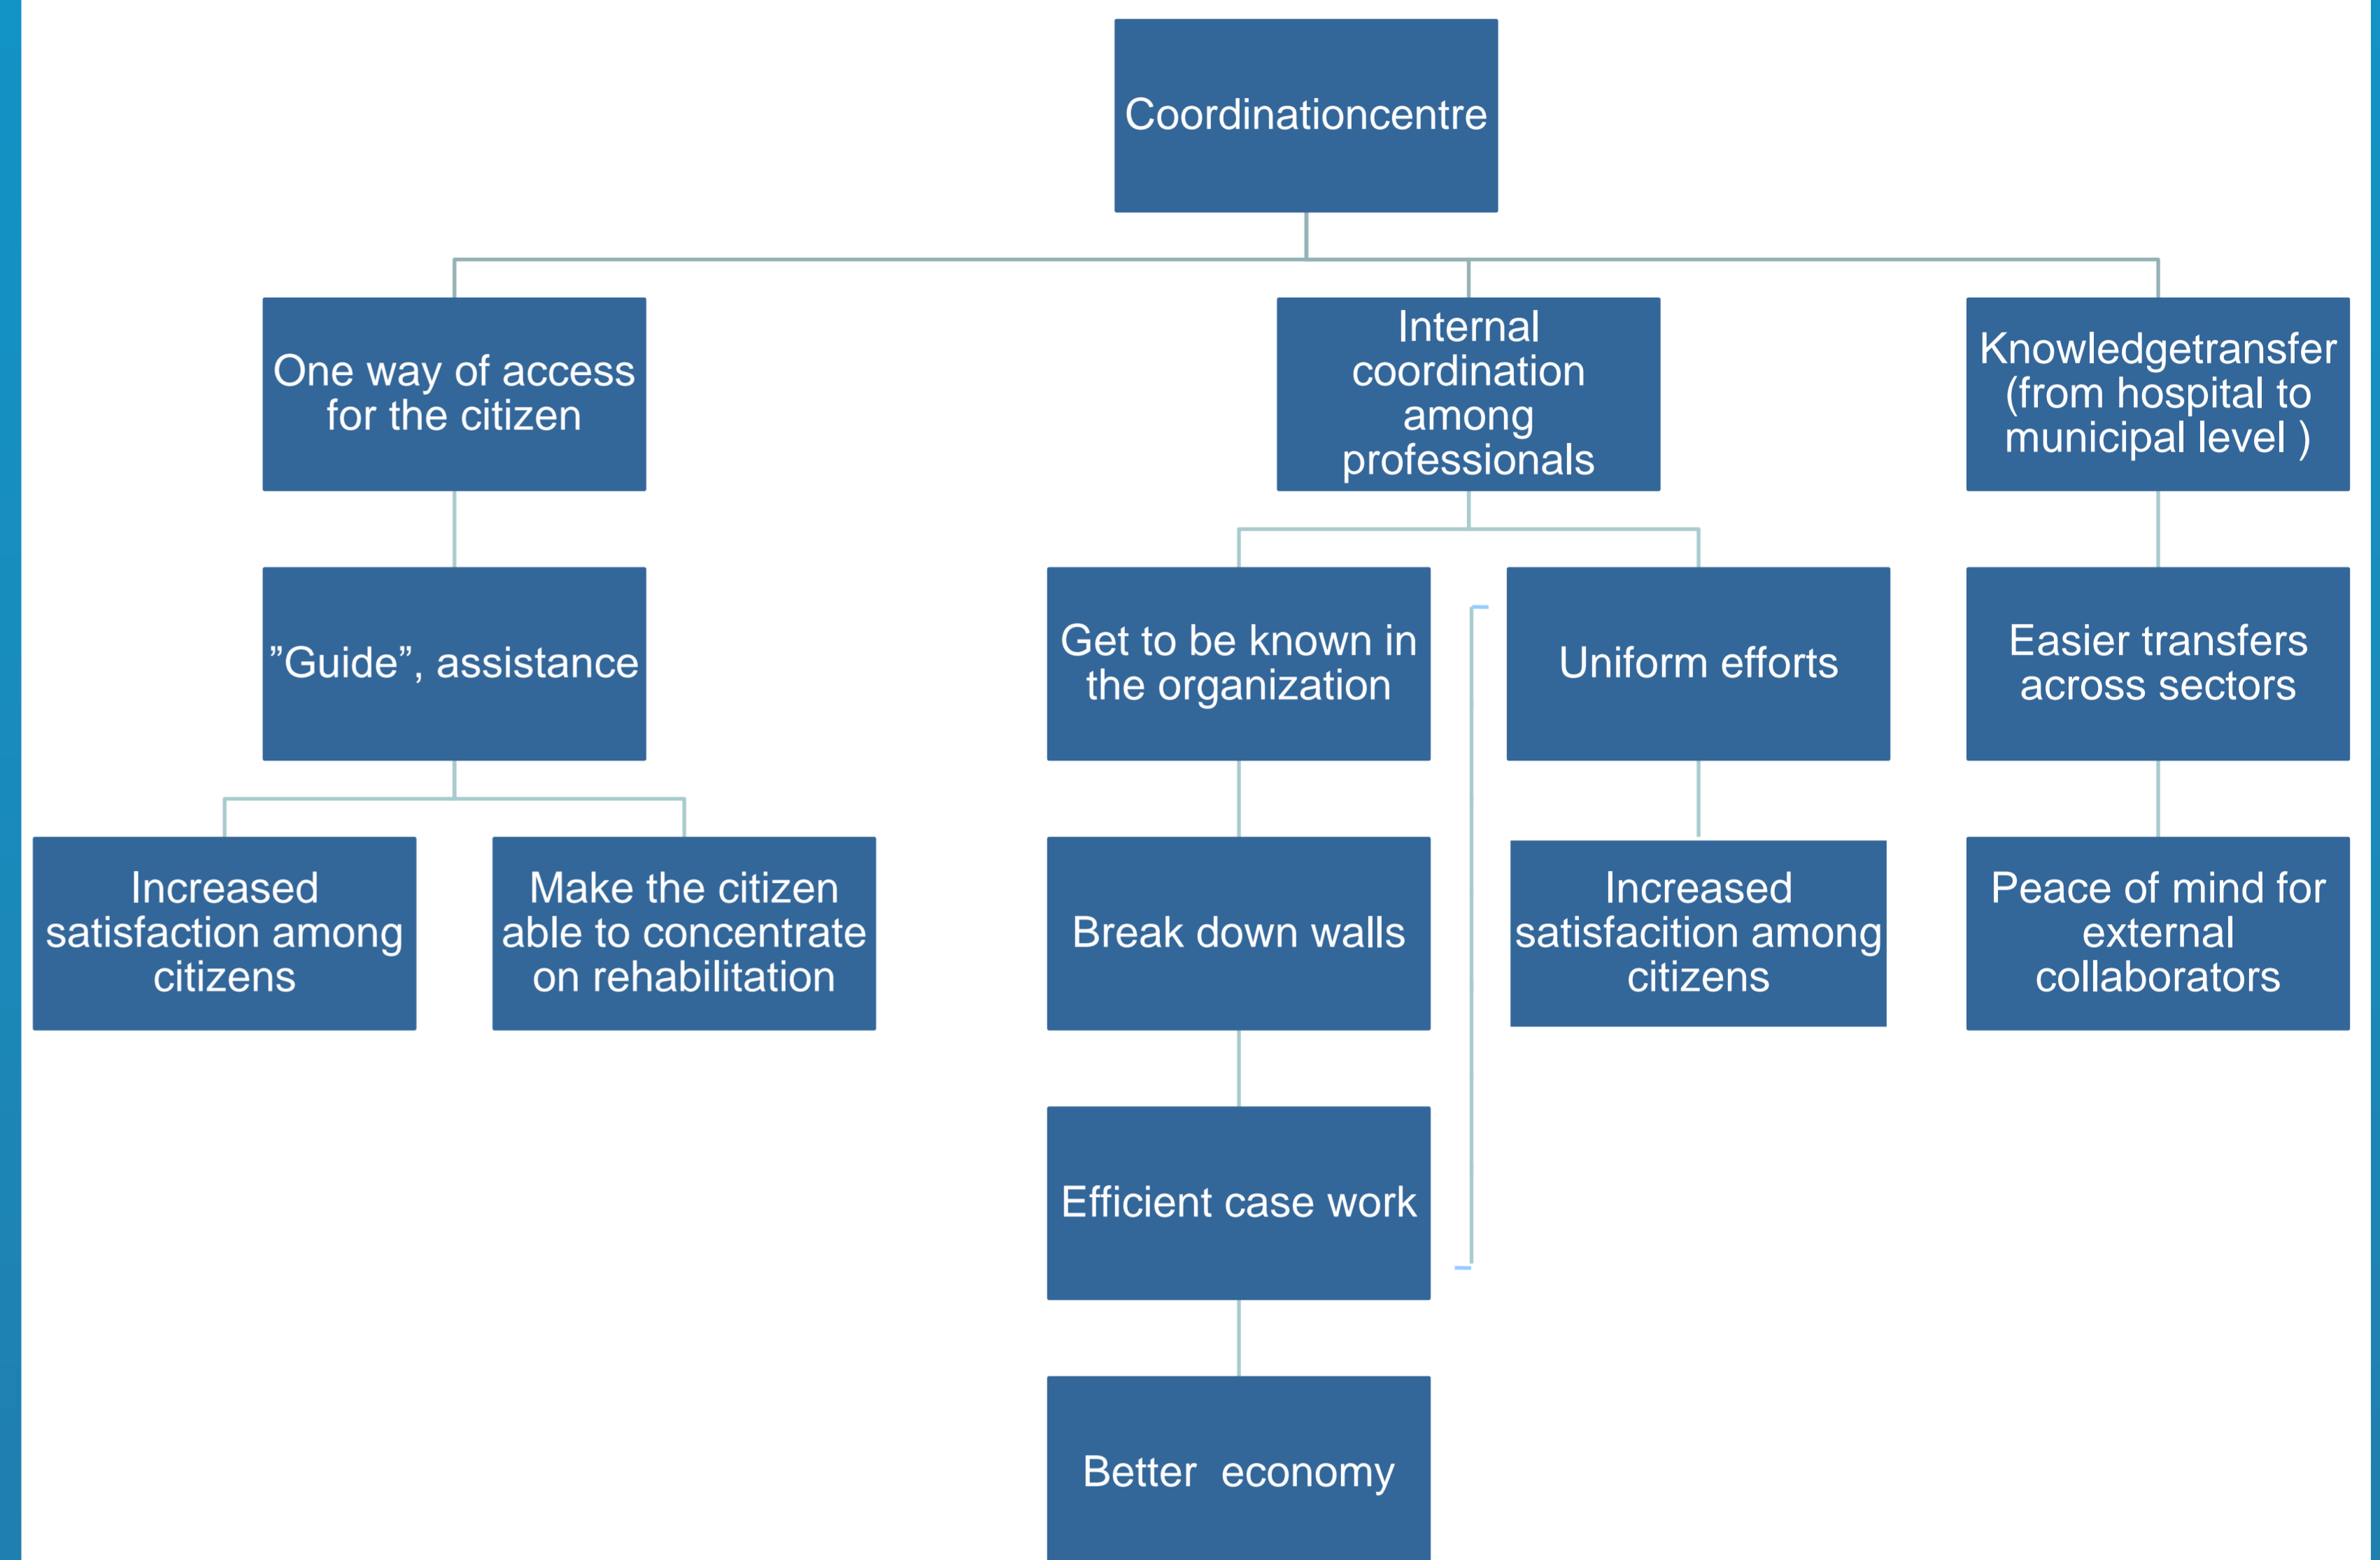 Coordinationcentre
One way of access
for the citizen
Internal
coordination
among
professionals
Knowledgetransfer
(from hospital to
municipal level )
”Guide”, assistance
Get to be known in
the organization
Uniform efforts
Easier transfers
across sectors
Increased
satisfaction among
citizens
Make the citizen
able to concentrate
on rehabilitation
Break down walls
Increased
satisfacition among
citizens
Peace of mind for
external
collaborators
Efficient case work
Better  economy